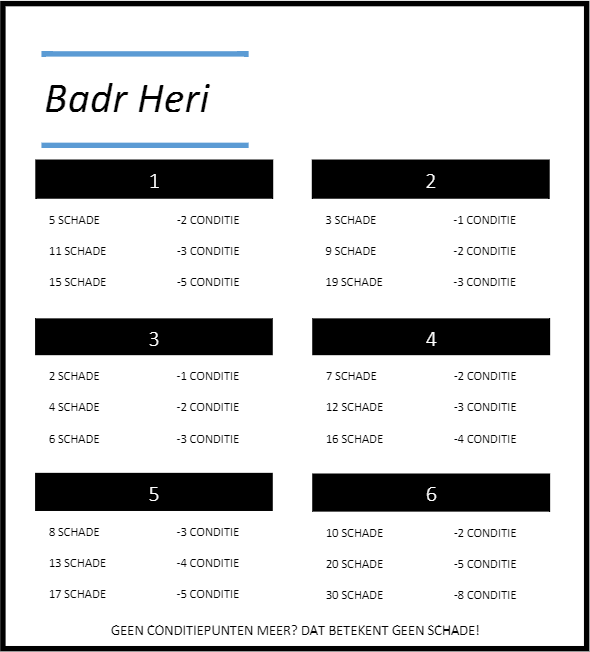 Badr Heri
1 2
5 SCHADE -2 CONDITIE 3 SCHADE -1 CONDITIE
11 SCHADE -3 CONDITIE 9 SCHADE -2 CONDITIE
15 SCHADE -5 CONDITIE 19 SCHADE -3 CONDITIE
3 4
2 SCHADE -1 CONDITIE 7 SCHADE -2 CONDITIE
4 SCHADE -2 CONDITIE 12 SCHADE -3 CONDITIE
6 SCHADE -3 CONDITIE 16 SCHADE -4 CONDITIE
5 6
8 SCHADE -3 CONDITIE 10 SCHADE -2 CONDITIE
13 SCHADE -4 CONDITIE 20 SCHADE -5 CONDITIE
17 SCHADE -5 CONDITIE 30 SCHADE -8 CONDITIE
GEEN CONDITIEPUNTEN MEER? DAT BETEKENT GEEN SCHADE!